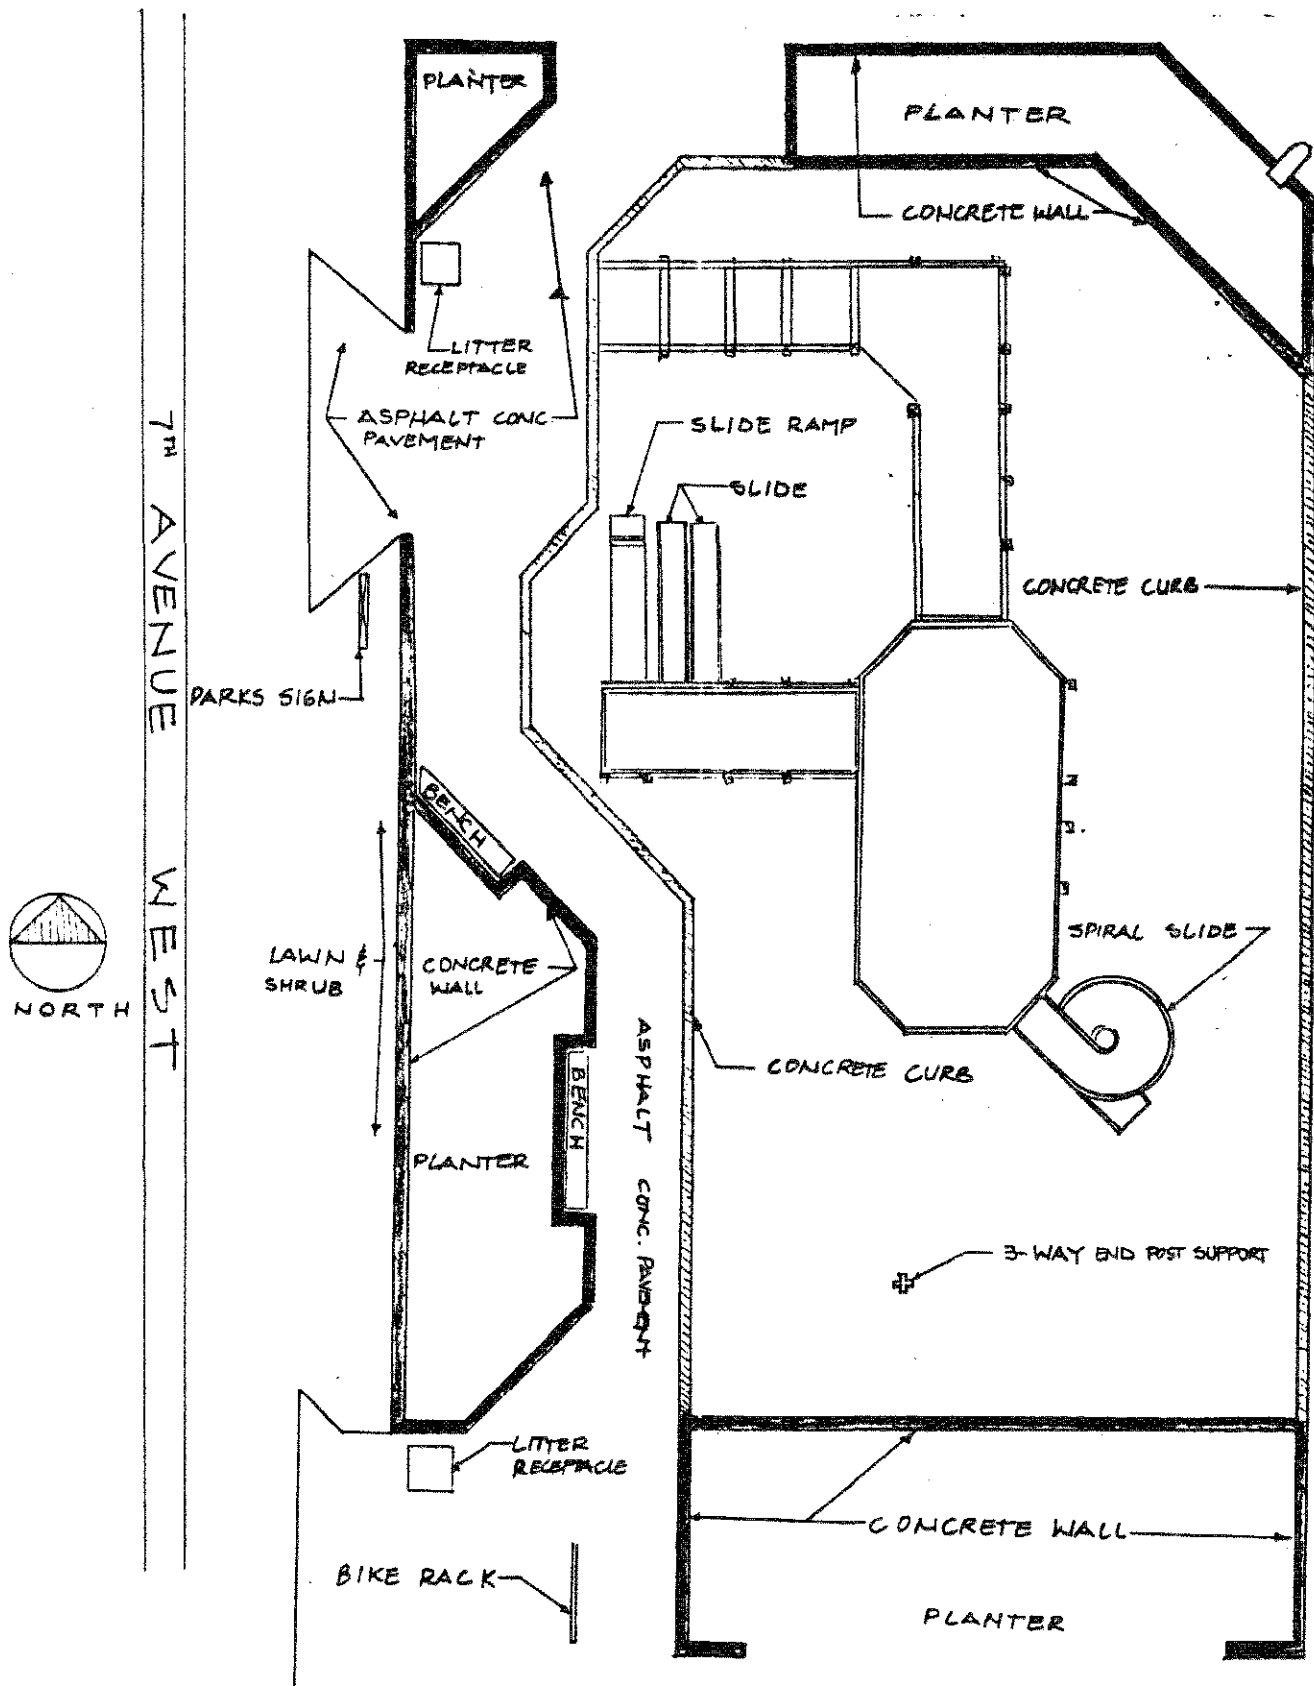 PLANTER
PLANTER
CONCRETE WALL
LITTER
RECEPTACLE
ASPHALT CONC.
PAVEMENT
SLIDE RAMP
SLIDE
CONCRETE CURB
7TH AVENUE WEST
PARKS SIGN
BENCH
SPIRAL SLIDE
LAWN &
SHRUB
CONCRETE
WALL
NORTH
ASPHALT CONC. PAVEMENT
CONCRETE CURB
BENCH
PLANTER
3-WAY END POST SUPPORT
LITTER
RECEPTACLE
CONCRETE WALL
BIKE RACK
PLANTER